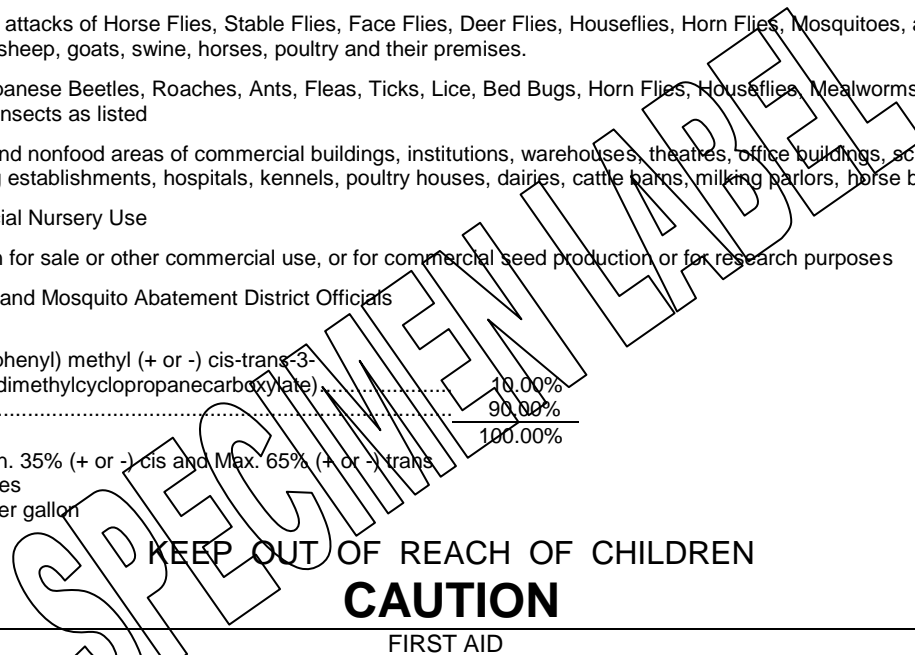 attacks of Horse Flies, Stable Flies, Face Flies, Deer Flies, Houseflies, Horn Flies, Mosquitoes,
sheep, goats, swine, horses, poultry and their premises.
Beetles, Roaches, Ants, Fleas, Ticks, Lice, Bed Bugs, Horn Flies, Houseflies, Mealworms
nsects as listed
nd nonfood areas of commercial buildings, institutions, warehouses, theatres, office buildings, sc
establishments, hospitals, kennels, poultry houses, dairies, cattle barns, milking parlors, horse b
cial Nursery Use
for sale or other commercial use, or for commercial seed production or for research purposes
and Mosquito Abatement District Officials
phenyl) methyl (+ or -) cis-trans-3-
dimethylcyclopropanecarboxylate)..................... 10.00%
.......................................................................... 90.00%
100.00%
n. 35% (+ or -) cis and Max. 65% (+ or -) trans
es
er gallon
SPECIMEN LABEL
KEEP OUT OF REACH OF CHILDREN
CAUTION
FIRST AID